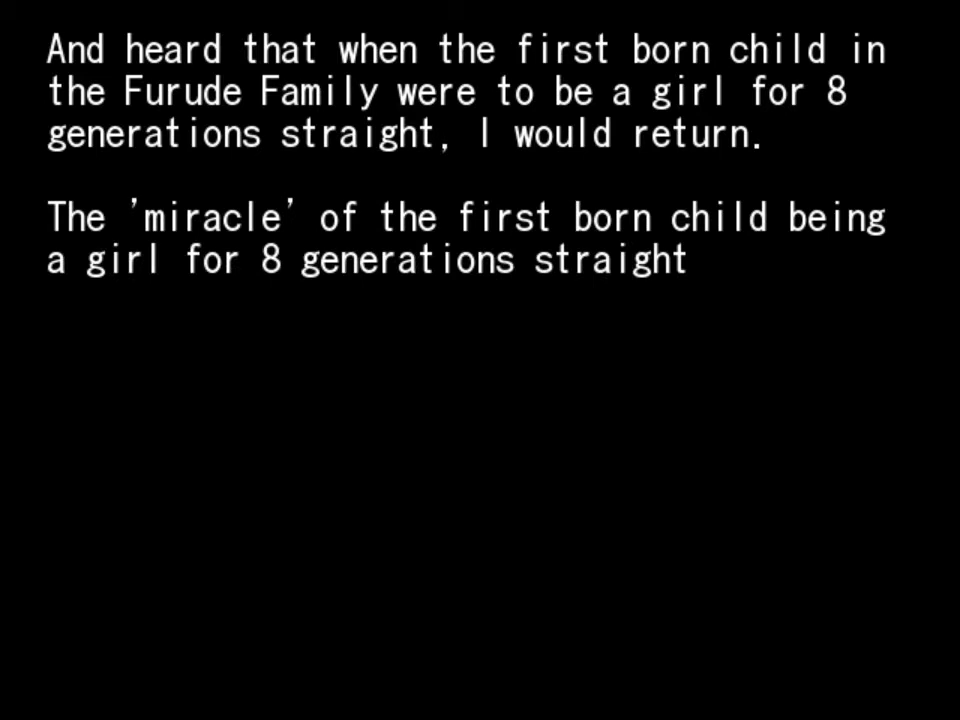 And heard that when the first born child in
the Furude Family were to be a girl for 8
generations straight, I would return.
The 'miracle' of the first born child being
a girl for 8 generations straight